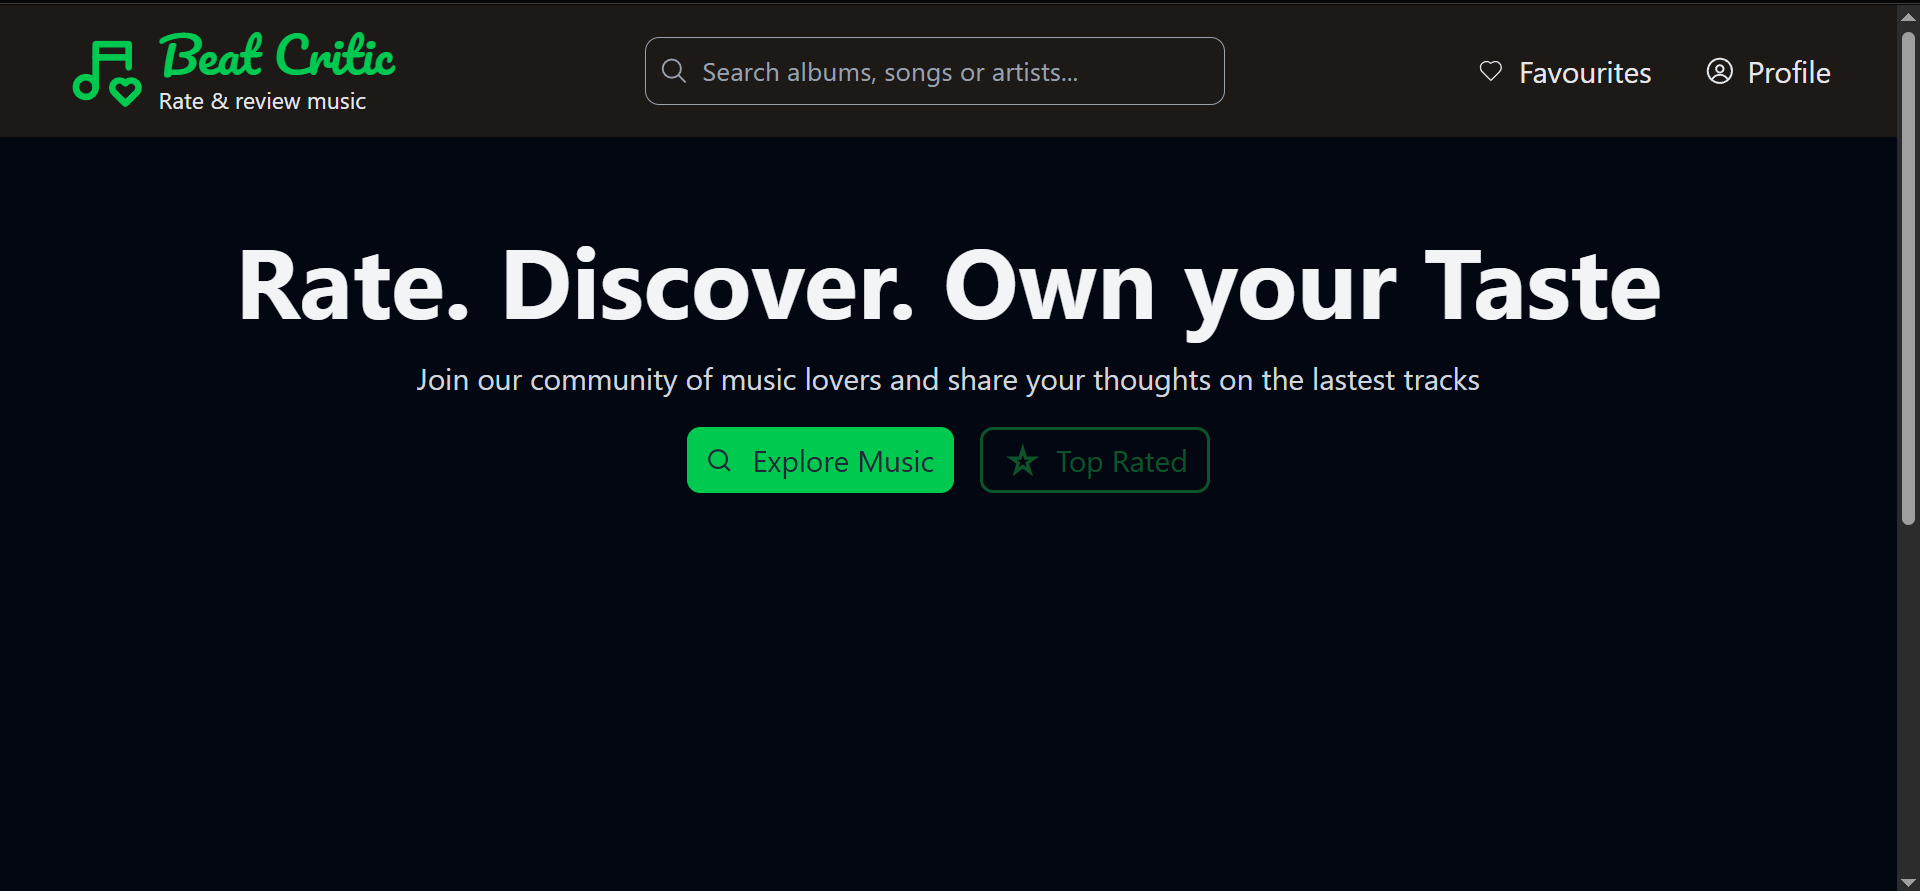 Beat Critic
Rate & review music
Search albums, songs or artists...
Favourites
Profile
Rate. Discover. Own your Taste
Join our community of music lovers and share your thoughts on the lastest tracks
Explore Music
Top Rated